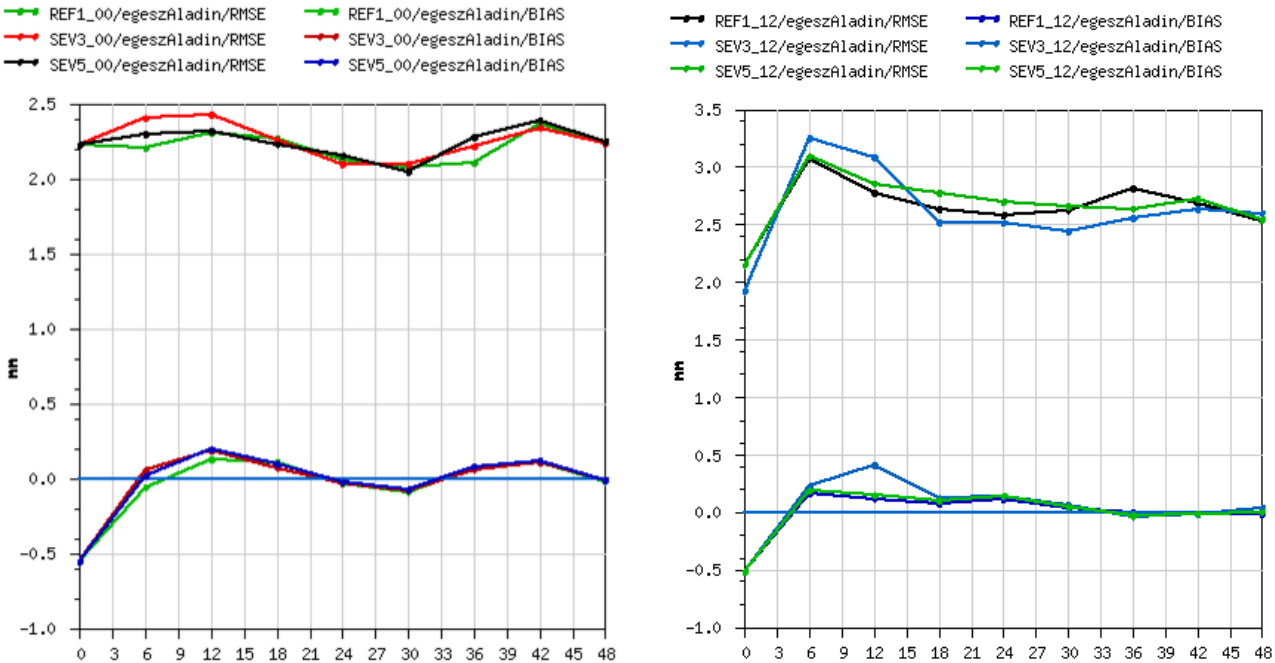 REF1_00/egeszAladin/RMSE REF1_00/egeszAladin/BIAS
SEV3_00/egeszAladin/RMSE SEV3_00/egeszAladin/BIAS
SEV5_00/egeszAladin/RMSE SEV5_00/egeszAladin/BIAS
2.5
2.0
1.5
1.0
0.5
0.0
-0.5
-1.0
mm
0 3 6 9 12 15 18 21 24 27 30 33 36 39 42 45 48
REF1_12/egeszAladin/RMSE REF1_12/egeszAladin/BIAS
SEV3_12/egeszAladin/RMSE SEV3_12/egeszAladin/BIAS
SEV5_12/egeszAladin/RMSE SEV5_12/egeszAladin/BIAS
3.5
3.0
2.5
2.0
1.5
1.0
0.5
0.0
-0.5
-1.0
mm
0 3 6 9 12 15 18 21 24 27 30 33 36 39 42 45 48